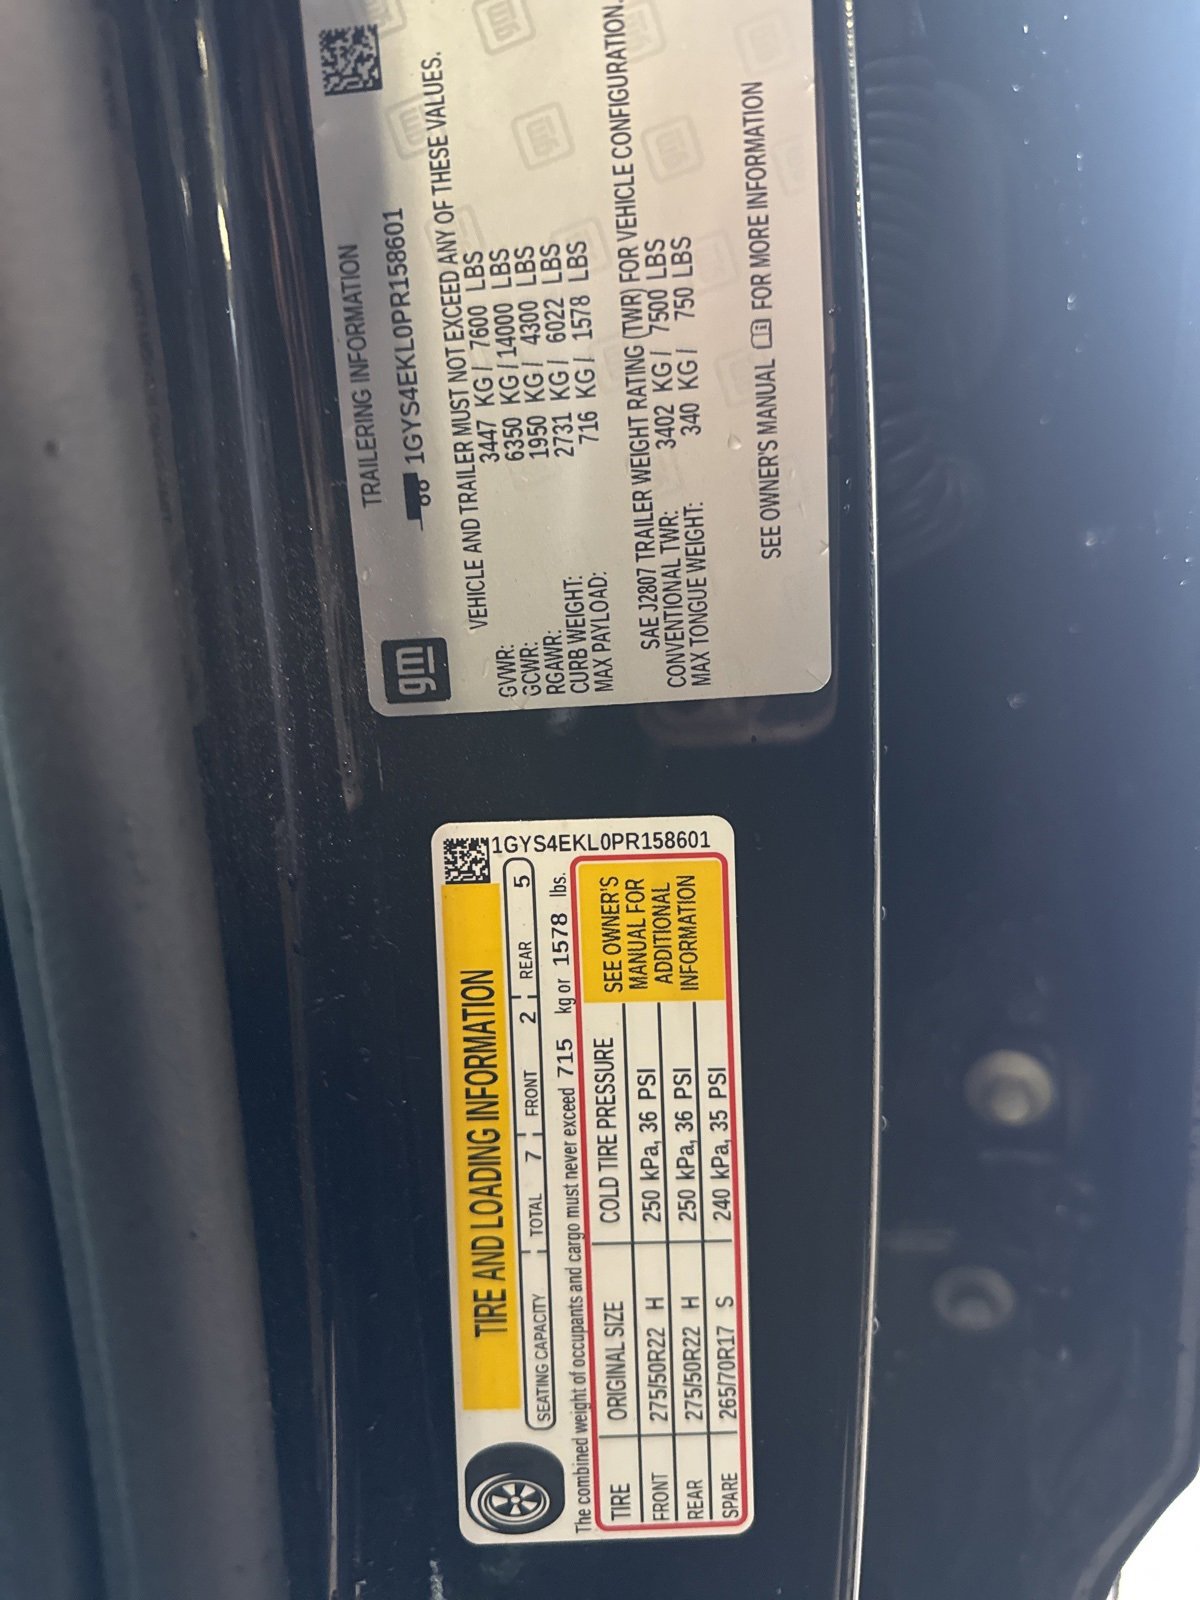 TIRE AND LOADING INFORMATION
SEATING CAPACITY TOTAL 7 FRONT 2 REAR 5
The combined weight of occupants and cargo must never exceed 715 kg or 1578 lbs.
TIRE ORIGINAL SIZE COLD TIRE PRESSURE
FRONT 275/50R22 H 250 kPa, 36 PSI
REAR 275/50R22 H 250 kPa, 36 PSI
SPARE 265/70R17 S 240 kPa, 35 PSI
SEE OWNER'S
MANUAL FOR
ADDITIONAL
INFORMATION
1GYS4EKL0PR158601
gm
TRAILERING INFORMATION
1GYS4EKL0PR158601
VEHICLE AND TRAILER MUST NOT EXCEED ANY OF THESE VALUES.
GVWR: 3447 KG / 7600 LBS
GCWR: 6350 KG / 14000 LBS
RGAWR: 1950 KG / 4300 LBS
CURB WEIGHT: 2731 KG / 6022 LBS
MAX PAYLOAD: 716 KG / 1578 LBS
SAE J2807 TRAILER WEIGHT RATING (TWR) FOR VEHICLE CONFIGURATION.
CONVENTIONAL TWR: 3402 KG / 7500 LBS
MAX TONGUE WEIGHT: 340 KG / 750 LBS
SEE OWNER'S MANUAL FOR MORE INFORMATION